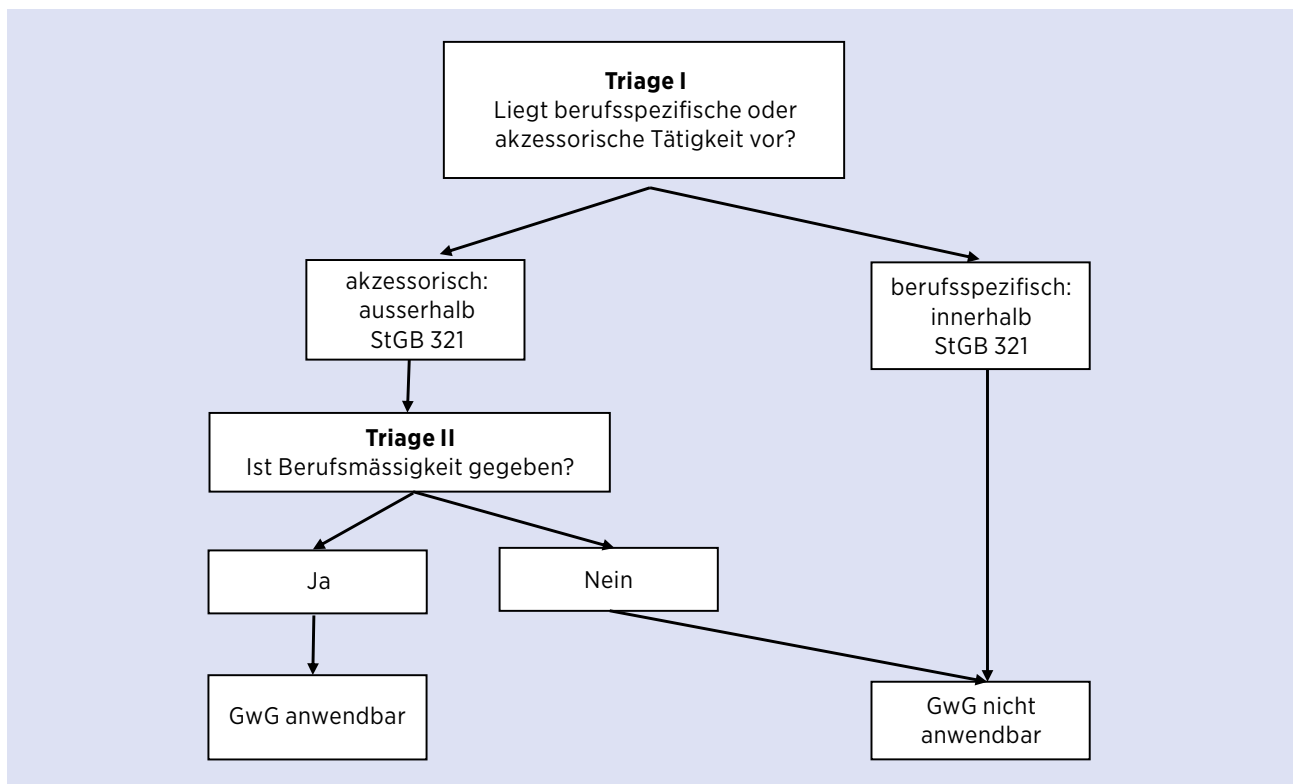 Triage I
Liegt berufsspezifische oder
akzessorische Tätigkeit vor?
akzessorisch:
ausserhalb
StGB 321
berufsspezifisch:
innerhalb
StGB 321
Triage II
Ist Berufsmässigkeit gegeben?
Ja
Nein
GwG anwendbar
GwG nicht
anwendbar